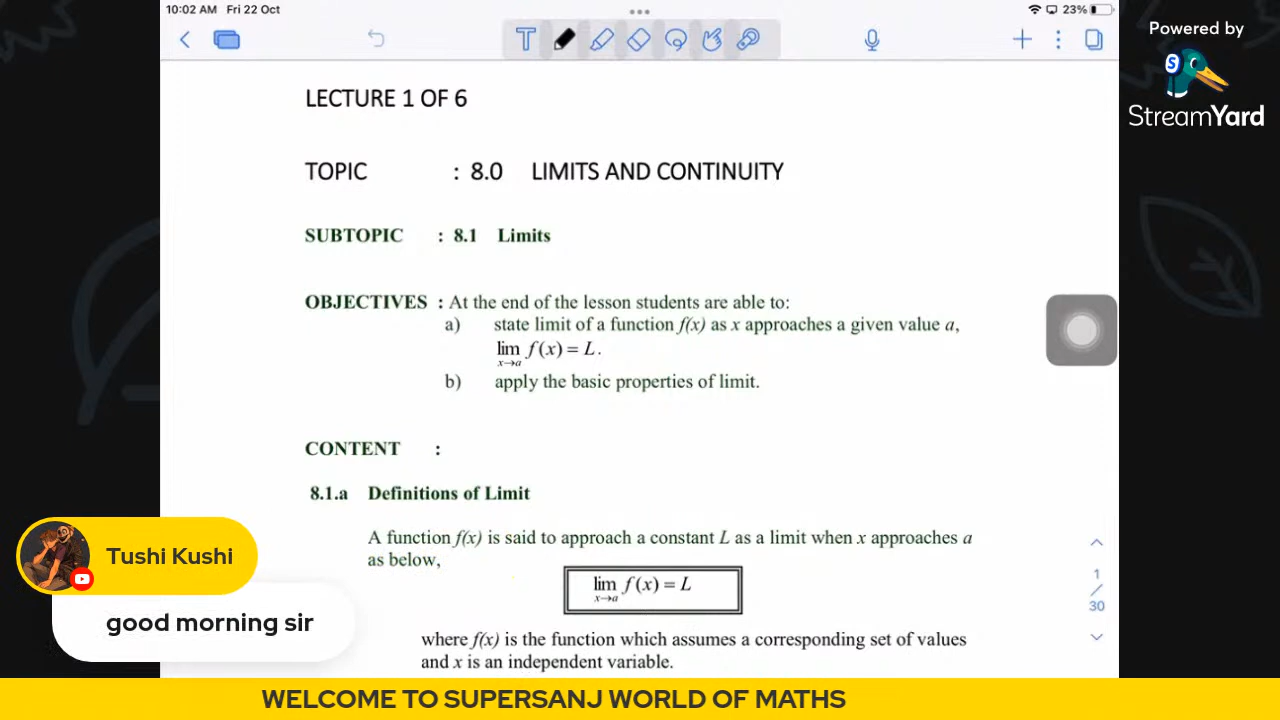 10:02 AM Fri 22 Oct
23%
Powered by
StreamYard
LECTURE 1 OF 6
TOPIC : 8.0 LIMITS AND CONTINUITY
SUBTOPIC : 8.1 Limits
OBJECTIVES : At the end of the lesson students are able to:
a) state limit of a function f(x) as x approaches a given value a,
lim f(x) = L.
x→a
b) apply the basic properties of limit.
CONTENT :
8.1.a Definitions of Limit
A function f(x) is said to approach a constant L as a limit when x approaches a
as below,
lim f(x) = L
x→a
where f(x) is the function which assumes a corresponding set of values
and x is an independent variable.
1
/
30
Tushi Kushi
good morning sir
WELCOME TO SUPERSANJ WORLD OF MATHS